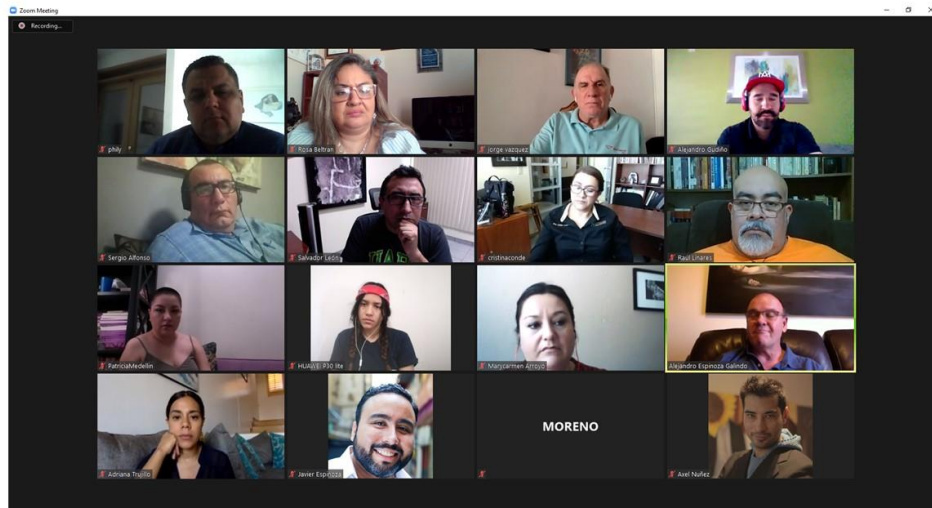 Zoom Meeting
Recording...
phily
Rosa Beltran
jorge vazquez
Alejandro Gudiño
Sergio Alfonso
Salvador León
cristinaconde
Raul Linares
PatriciaMedellin
HUAWEI P30 lite
Marycarmen Arroyo
Alejandro Espinoza Galindo
Adriana Trujillo
Javier Espinoza
MORENO
Axel Nuñez